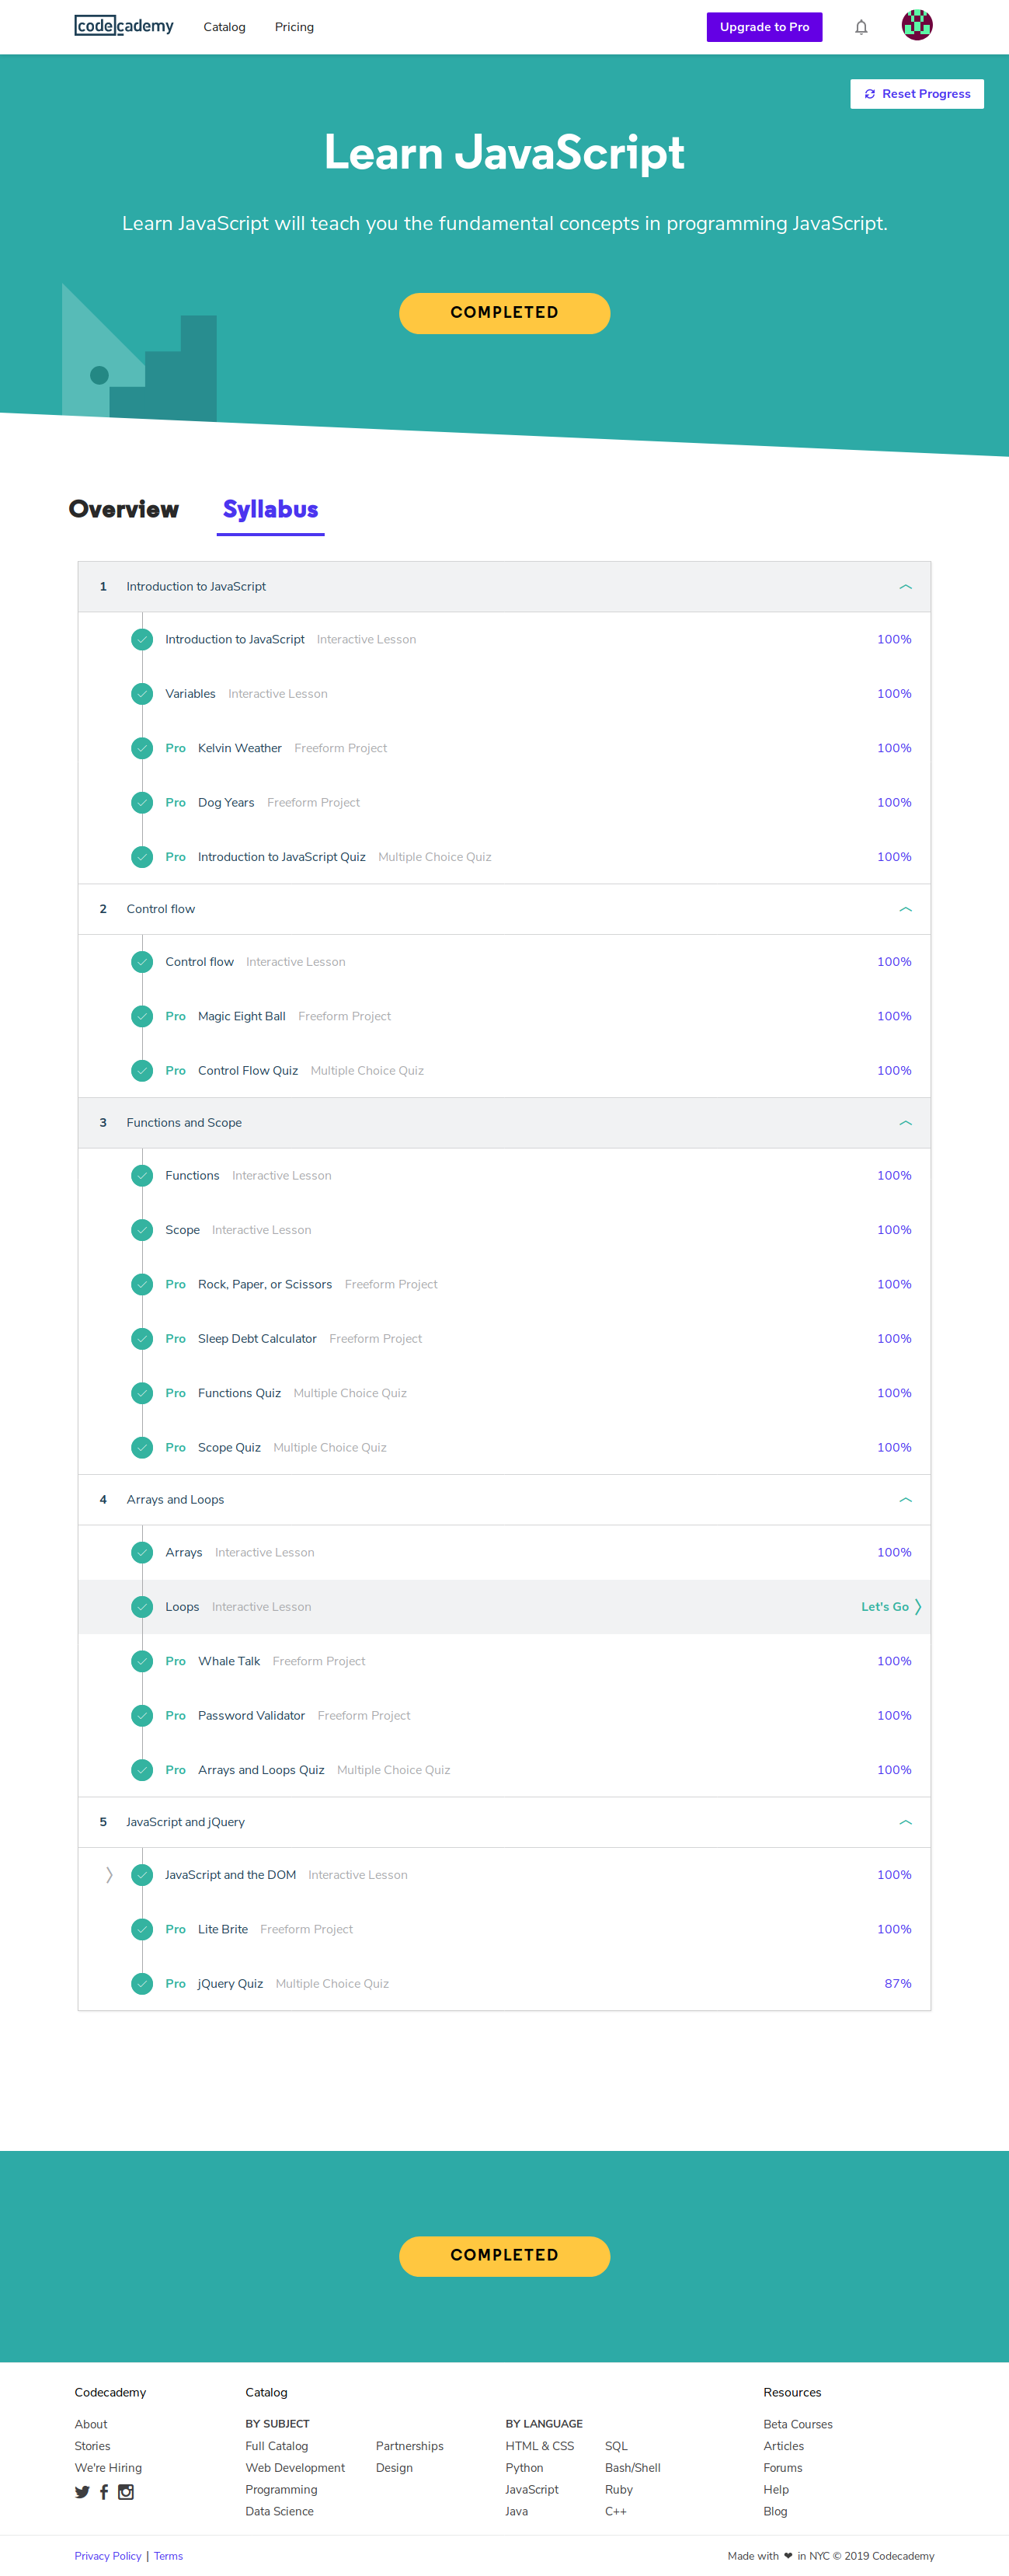 codecademy Catalog Pricing Upgrade to Pro
Reset Progress
Learn JavaScript
Learn JavaScript will teach you the fundamental concepts in programming JavaScript.
COMPLETED
Overview Syllabus
1 Introduction to JavaScript
Introduction to JavaScript Interactive Lesson 100%
Variables Interactive Lesson 100%
Pro Kelvin Weather Freeform Project 100%
Pro Dog Years Freeform Project 100%
Pro Introduction to JavaScript Quiz Multiple Choice Quiz 100%
2 Control flow
Control flow Interactive Lesson 100%
Pro Magic Eight Ball Freeform Project 100%
Pro Control Flow Quiz Multiple Choice Quiz 100%
3 Functions and Scope
Functions Interactive Lesson 100%
Scope Interactive Lesson 100%
Pro Rock, Paper, or Scissors Freeform Project 100%
Pro Sleep Debt Calculator Freeform Project 100%
Pro Functions Quiz Multiple Choice Quiz 100%
Pro Scope Quiz Multiple Choice Quiz 100%
4 Arrays and Loops
Arrays Interactive Lesson 100%
Loops Interactive Lesson Let's Go
Pro Whale Talk Freeform Project 100%
Pro Password Validator Freeform Project 100%
Pro Arrays and Loops Quiz Multiple Choice Quiz 100%
5 JavaScript and jQuery
JavaScript and the DOM Interactive Lesson 100%
Pro Lite Brite Freeform Project 100%
Pro jQuery Quiz Multiple Choice Quiz 87%
COMPLETED
Codecademy Catalog Resources
About BY SUBJECT BY LANGUAGE Beta Courses
Stories Full Catalog Partnerships HTML & CSS SQL Articles
We're Hiring Web Development Design Python Bash/Shell Forums
Programming JavaScript Ruby Help
Data Science Java C++ Blog
Privacy Policy | Terms Made with ❤ in NYC © 2019 Codecademy